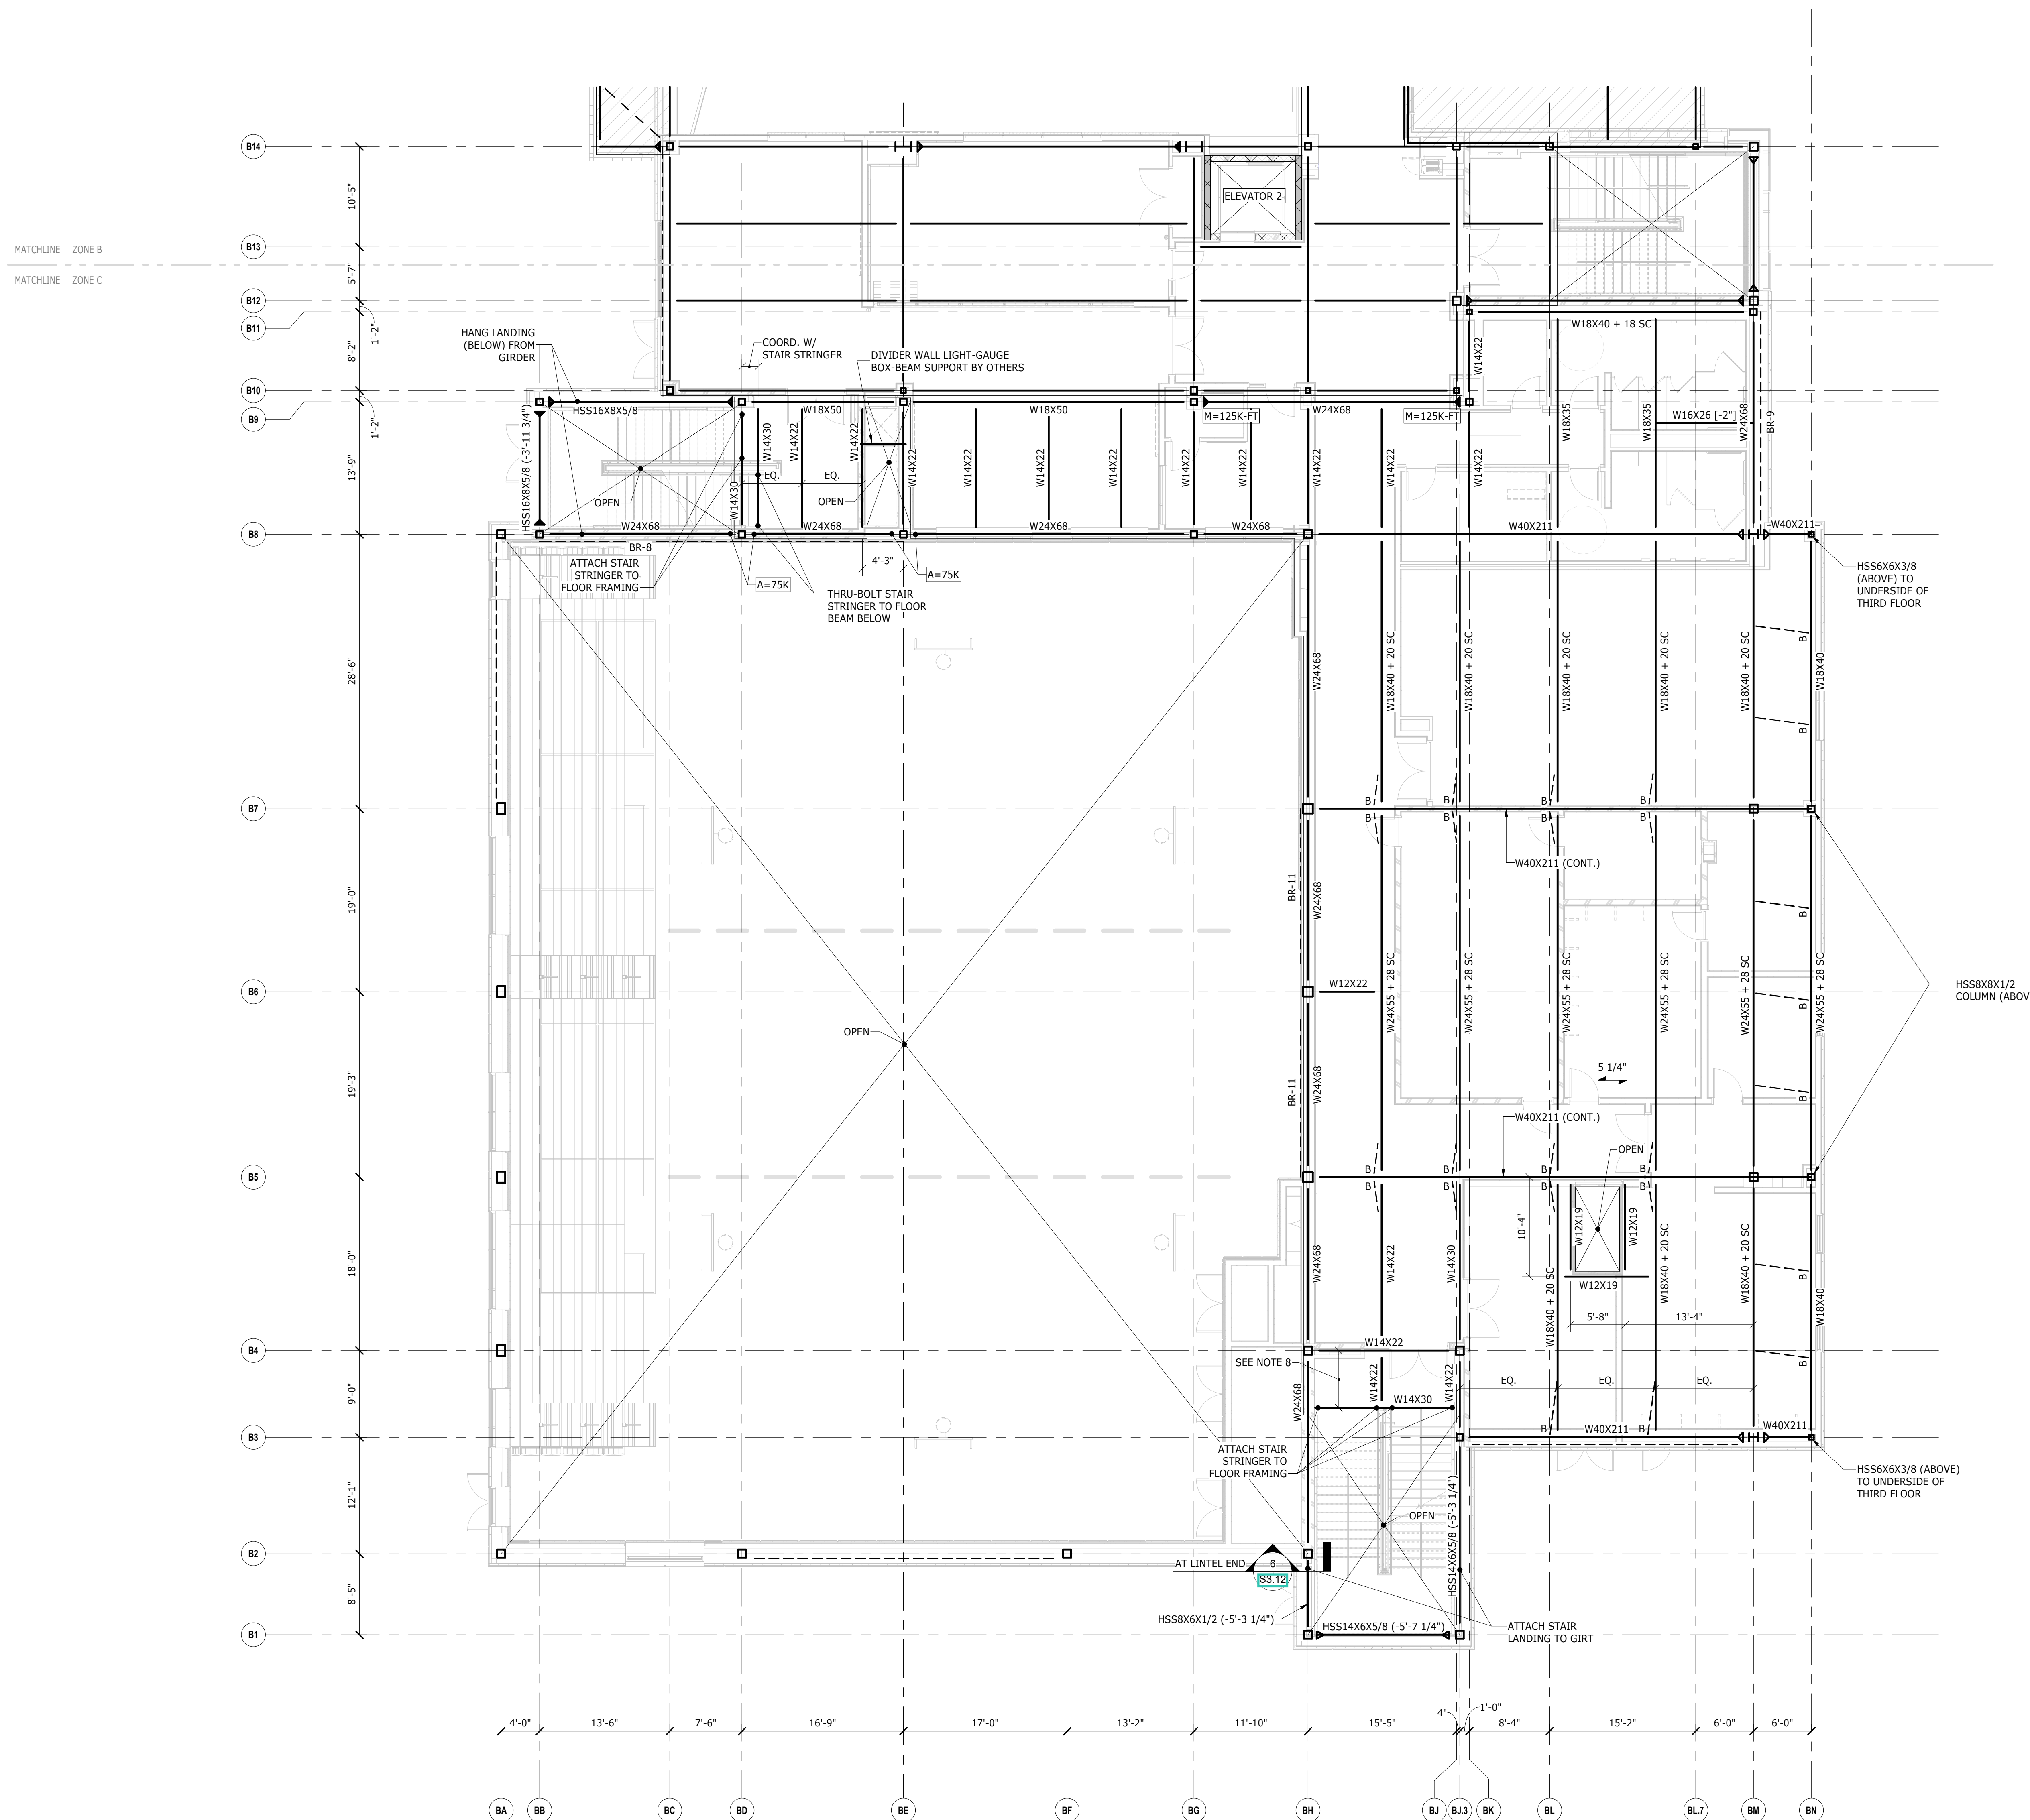 B14
10'-5"
ELEVATOR 2
MATCHLINE ZONE B
B13
MATCHLINE ZONE C
5'-7"
B12
B11
1'-2"
HANG LANDING
(BELOW) FROM
GIRDER
COORD. W/
STAIR STRINGER
DIVIDER WALL LIGHT-GAUGE
BOX-BEAM SUPPORT BY OTHERS
W18X40 + 18 SC
W14X22
8'-2"
B10
B9
1'-2"
HSS16X8X5/8
W18X50
W18X50
W24X68
M=125K-FT
M=125K-FT
W16X26 [-2"]
HSS16X8X5/8 (-3'-11 3/4")
W14X30
W14X30
W14X22
W14X22
W14X22
W14X22
W14X22
W14X22
W14X22
W14X22
W14X22
W14X22
W14X22
W18X35
W18X35
W24X68
BR-9
EQ.
EQ.
OPEN
OPEN
13'-9"
B8
W24X68
W24X68
W24X68
W24X68
W40X211
W40X211
BR-8
4'-3"
ATTACH STAIR
STRINGER TO
FLOOR FRAMING
A=75K
A=75K
THRU-BOLT STAIR
STRINGER TO FLOOR
BEAM BELOW
HSS6X6X3/8
(ABOVE) TO
UNDERSIDE OF
THIRD FLOOR
28'-6"
W24X68
W18X40 + 20 SC
W18X40 + 20 SC
W18X40 + 20 SC
W18X40 + 20 SC
W18X40 + 20 SC
W18X40
B
B
B B B B
B7
B B B B
W40X211 (CONT.)
19'-0"
BR-11
W24X68
B
B6
W12X22
W24X55 + 28 SC
W24X55 + 28 SC
W24X55 + 28 SC
W24X55 + 28 SC
W24X55 + 28 SC
W24X55 + 28 SC
B
HSS8X8X1/2
COLUMN (ABOV
OPEN
19'-3"
BR-11
W24X68
5 1/4"
B
W40X211 (CONT.)
OPEN
B B B B
B5
B B B B
10'-4"
W12X19
W12X19
W12X19
18'-0"
W24X68
W14X22
W14X30
W18X40 + 20 SC
W18X40 + 20 SC
W18X40 + 20 SC
W18X40
B
5'-8"
13'-4"
B4
W14X22
B
SEE NOTE 8
W14X22
W14X22
W24X68
W14X30
9'-0"
EQ.
EQ.
EQ.
B B
B3
W40X211
W40X211
ATTACH STAIR
STRINGER TO
FLOOR FRAMING
HSS6X6X3/8 (ABOVE)
TO UNDERSIDE OF
THIRD FLOOR
12'-1"
OPEN
HSS14X6X5/8 (-5'-3 1/4")
B2
AT LINTEL END
6
S3.12
8'-5"
HSS8X6X1/2 (-5'-3 1/4")
HSS14X6X5/8 (-5'-7 1/4")
ATTACH STAIR
LANDING TO GIRT
B1
4'-0" 13'-6" 7'-6" 16'-9" 17'-0" 13'-2" 11'-10" 15'-5" 4" 1'-0" 8'-4" 15'-2" 6'-0" 6'-0"
BA BB BC BD BE BF BG BH BJ BJ.3 BK BL BL.7 BM BN